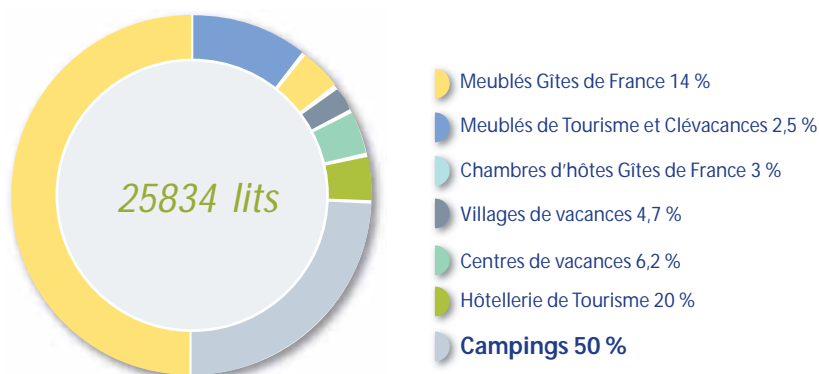 25834 lits
Meublés Gîtes de France 14 %
Meublés de Tourisme et Clévacances 2,5 %
Chambres d'hôtes Gîtes de France 3 %
Villages de vacances 4,7 %
Centres de vacances 6,2 %
Hôtellerie de Tourisme 20 %
Campings 50 %